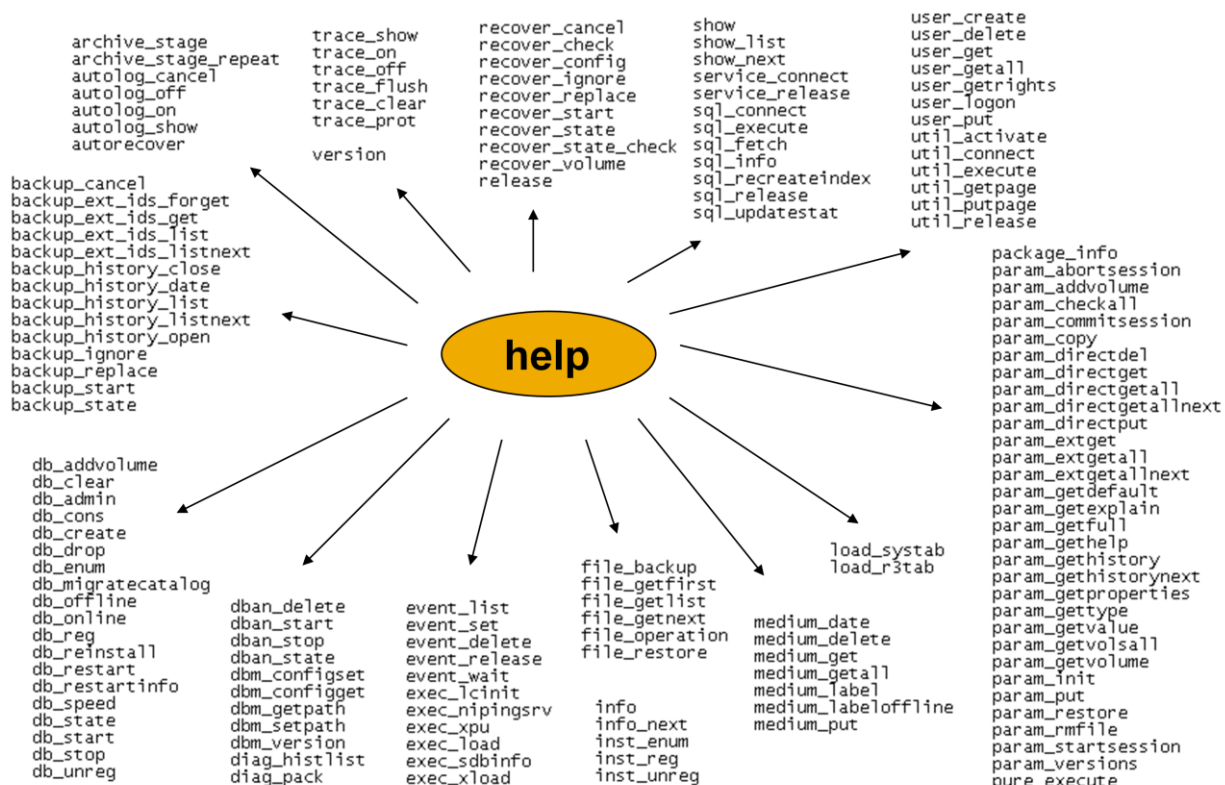 archive_stage
archive_stage_repeat
autolog_cancel
autolog_off
autolog_on
autolog_show
autorecover
trace_show
trace_on
trace_off
trace_flush
trace_clear
trace_prot
version
recover_cancel
recover_check
recover_config
recover_ignore
recover_replace
recover_start
recover_state
recover_state_check
recover_volume
release
show
show_list
show_next
service_connect
service_release
sql_connect
sql_execute
sql_fetch
sql_info
sql_recreateindex
sql_release
sql_updatestat
user_create
user_delete
user_get
user_getall
user_getrights
user_logon
user_put
util_activate
util_connect
util_execute
util_getpage
util_putpage
util_release
backup_cancel
backup_ext_ids_forget
backup_ext_ids_get
backup_ext_ids_list
backup_ext_ids_listnext
backup_history_close
backup_history_date
backup_history_list
backup_history_listnext
backup_history_open
backup_ignore
backup_replace
backup_start
backup_state
help
package_info
param_abortsession
param_addvolume
param_checkall
param_commitsession
param_copy
param_directdel
param_directget
param_directgetall
param_directgetallnext
param_directput
param_extget
param_extgetall
param_extgetallnext
param_getdefault
param_getexplain
param_getfull
param_gethelp
param_gethistory
param_gethistorynext
param_getproperties
param_gettype
param_getvalue
param_getvolsall
param_getvolume
param_init
param_put
param_restore
param_rmfile
param_startsession
param_versions
pure_execute
db_addvolume
db_clear
db_admin
db_cons
db_create
db_drop
db_enum
db_migratecatalog
db_offline
db_online
db_reg
db_reinstall
db_restart
db_restartinfo
db_speed
db_state
db_start
db_stop
db_unreg
dban_delete
dban_start
dban_stop
dban_state
dbm_configset
dbm_configget
dbm_getpath
dbm_setpath
dbm_version
diag_histlist
diag_pack
event_list
event_set
event_delete
event_release
event_wait
exec_lcinit
exec_nipingsrv
exec_xpu
exec_load
exec_sdbinfo
exec_xload
file_backup
file_getfirst
file_getlist
file_getnext
file_operation
file_restore
info
info_next
inst_enum
inst_reg
inst_unreg
medium_date
medium_delete
medium_get
medium_getall
medium_label
medium_labeloffline
medium_put
load_systab
load_r3tab